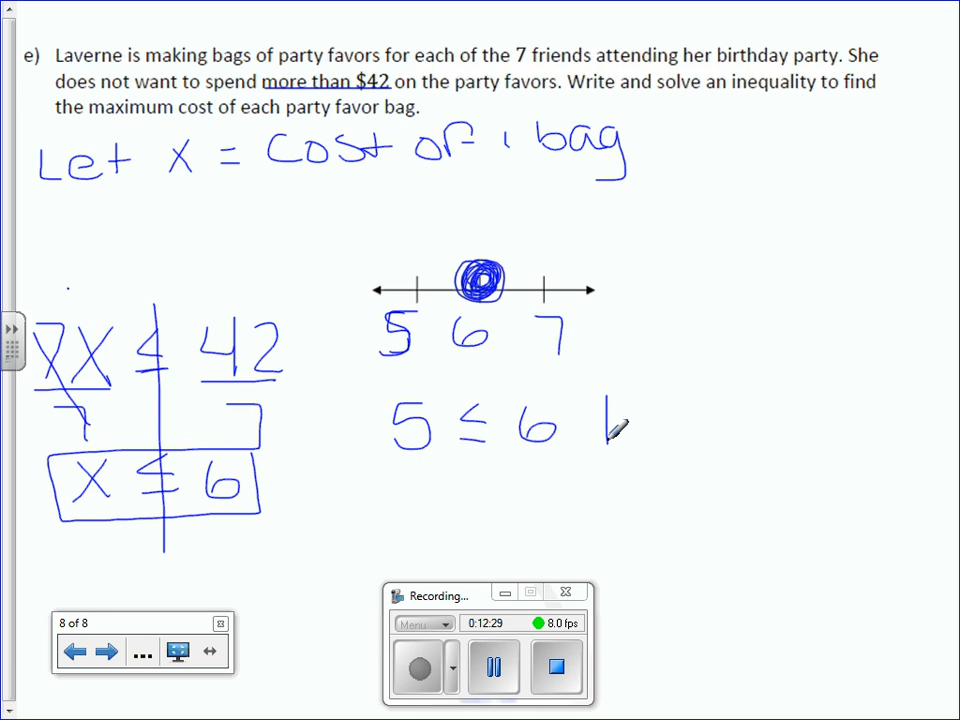 e) Laverne is making bags of party favors for each of the 7 friends attending her birthday party. She
does not want to spend more than $42 on the party favors. Write and solve an inequality to find
the maximum cost of each party favor bag.
Let x = cost of 1 bag
5 6 7
7x ≤ 42
7 7
5 ≤ 6
x ≤ 6
8 of 8
...
Recording...
Menu 0:12:29 8.0 fps